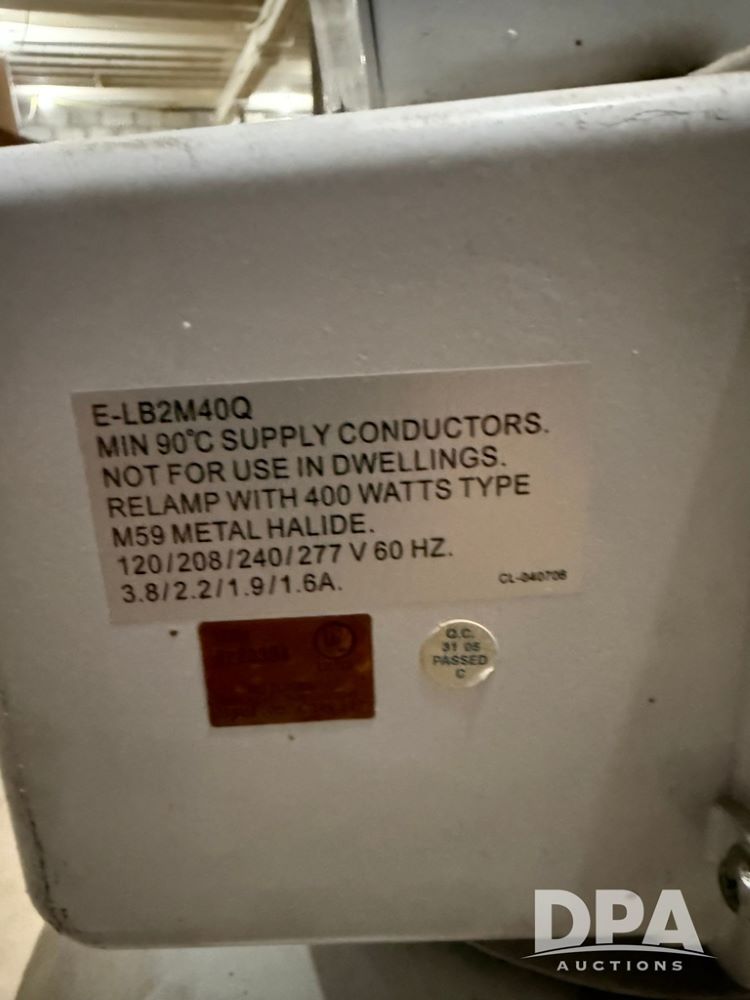 E-LB2M40Q
MIN 90°C SUPPLY CONDUCTORS.
NOT FOR USE IN DWELLINGS.
RELAMP WITH 400 WATTS TYPE
M59 METAL HALIDE.
120/208/240/277 V 60 HZ.
3.8/2.2/1.9/1.6A.
CL-040706
UL
Q.C.
31 05
PASSED
C
DPA
AUCTIONS